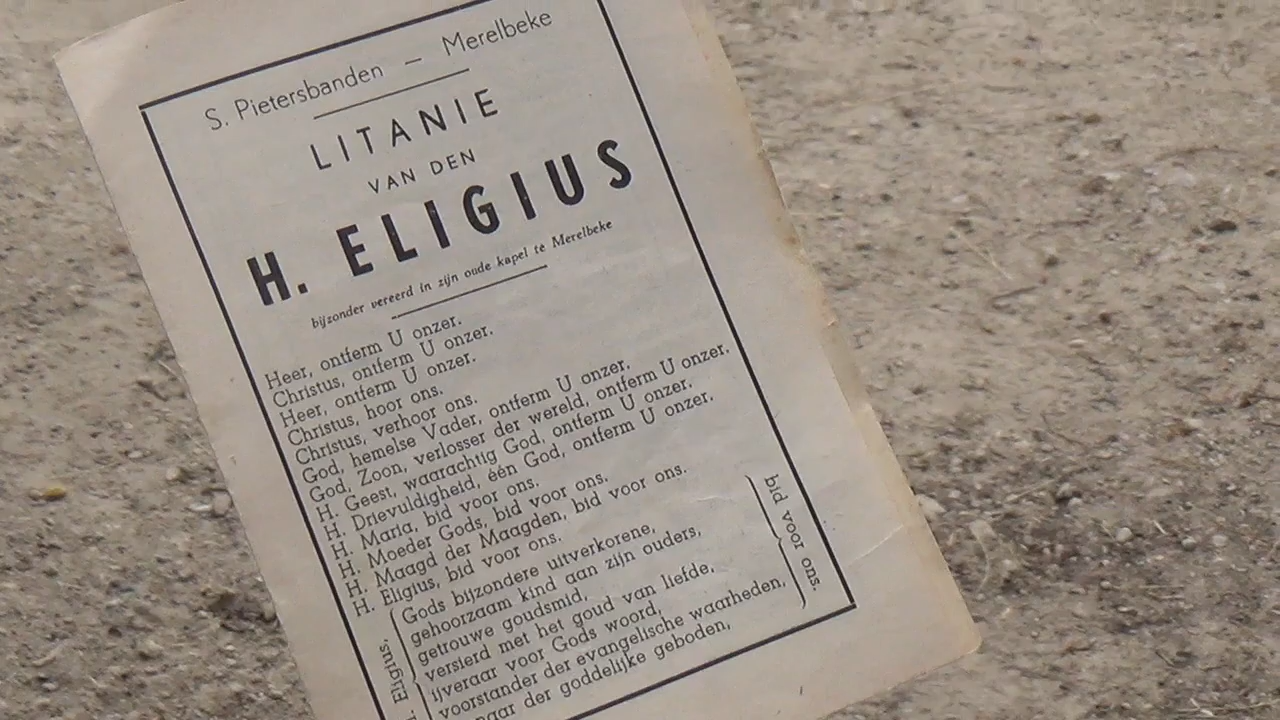 S. Pietersbanden — Merelbeke
LITANIE
VAN DEN
H. ELIGIUS
bijzonder vereerd in zijn oude kapel te Merelbeke
Heer, ontferm U onzer.
Christus, ontferm U onzer.
Heer, ontferm U onzer.
Christus, hoor ons.
Christus, verhoor ons.
God, hemelse Vader, ontferm U onzer.
God, Zoon, verlosser der wereld, ontferm U onzer.
H. Geest, waarachtig God, ontferm U onzer.
H. Drievuldigheid, één God, ontferm U onzer.
H. Maria, bid voor ons.
H. Moeder Gods, bid voor ons.
H. Maagd der Maagden, bid voor ons.
H. Eligius, bid voor ons.
Eligius.
Gods bijzondere uitverkorene,
gehoorzaam kind aan zijn ouders,
getrouwe goudsmid,
versierd met het goud van liefde,
ijveraar voor Gods woord,
voorstander der evangelische waarheden,
der goddelijke geboden,
bid voor ons.